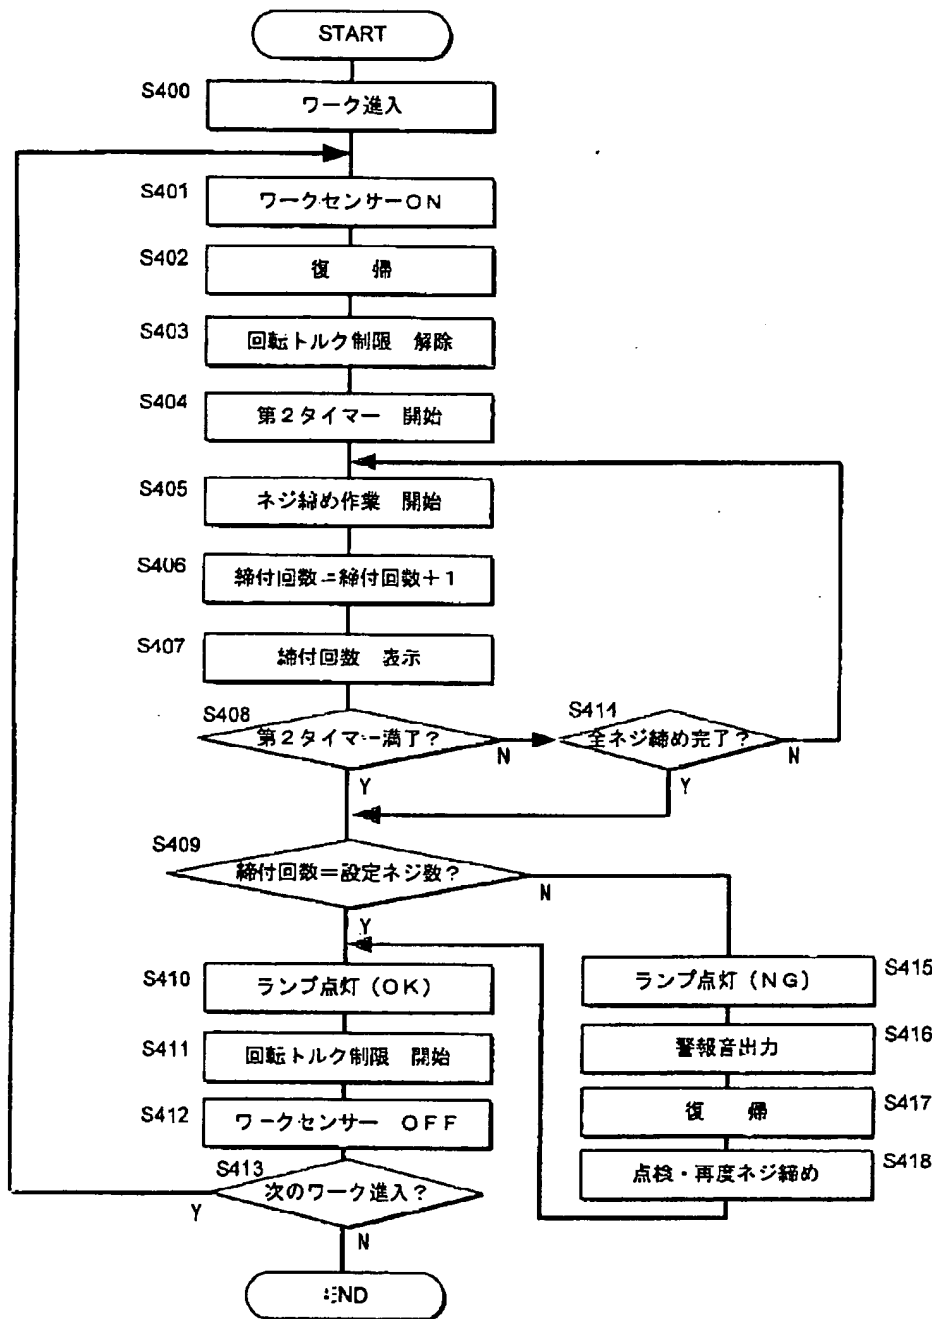 START
S400
ワーク進入
S401
ワークセンサーON
S402
復　帰
S403
回転トルク制限　解除
S404
第2タイマー　開始
S405
ネジ締め作業　開始
S406
締付回数=締付回数+1
S407
締付回数　表示
S408
第2タイマー満了?
N
Y
S414
全ネジ締め完了?
N
Y
S409
締付回数=設定ネジ数?
N
Y
S410
ランプ点灯(OK)
S411
回転トルク制限　開始
S412
ワークセンサー　OFF
S413
次のワーク進入?
Y
N
END
S415
ランプ点灯(NG)
S416
警報音出力
S417
復　帰
S418
点検・再度ネジ締め